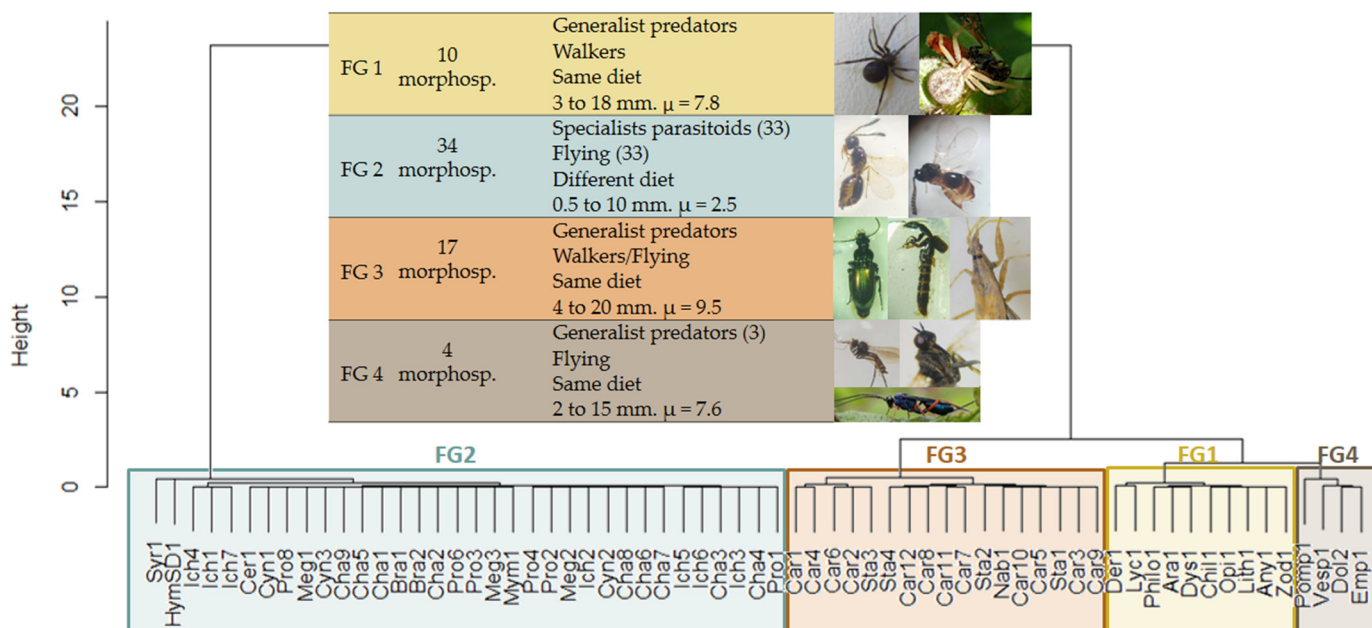 FG 1
10
morphosp.
Generalist predators
Walkers
Same diet
3 to 18 mm. μ = 7.8
FG 2
34
morphosp.
Specialists parasitoids (33)
Flying (33)
Different diet
0.5 to 10 mm. μ = 2.5
FG 3
17
morphosp.
Generalist predators
Walkers/Flying
Same diet
4 to 20 mm. μ = 9.5
FG 4
4
morphosp.
Generalist predators (3)
Flying
Same diet
2 to 15 mm. μ = 7.6
Height
20
15
10
5
0
FG2
FG3
FG1
FG4
Syr1
HymSD1
Ich4
Ich1
Ich7
Cer1
Cyn1
Pro8
Meg1
Cyn3
Cha9
Cha5
Cha1
Bra1
Bra2
Cha2
Pro6
Pro3
Meg3
Mym1
Pro4
Pro2
Meg2
Ich2
Cyn2
Cha8
Cha6
Cha7
Ich5
Ich6
Cha3
Ich3
Cha4
Pro1
Car1
Car4
Car6
Car2
Sta3
Sta4
Car12
Car8
Car11
Car7
Sta2
Nab1
Car10
Car5
Sta1
Car3
Car9
Der1
Lyc1
Philo1
Ara1
Dys1
Chil1
Opi1
Lith1
Any1
Zod1
Pomp1
Vesp1
Dol2
Emp1